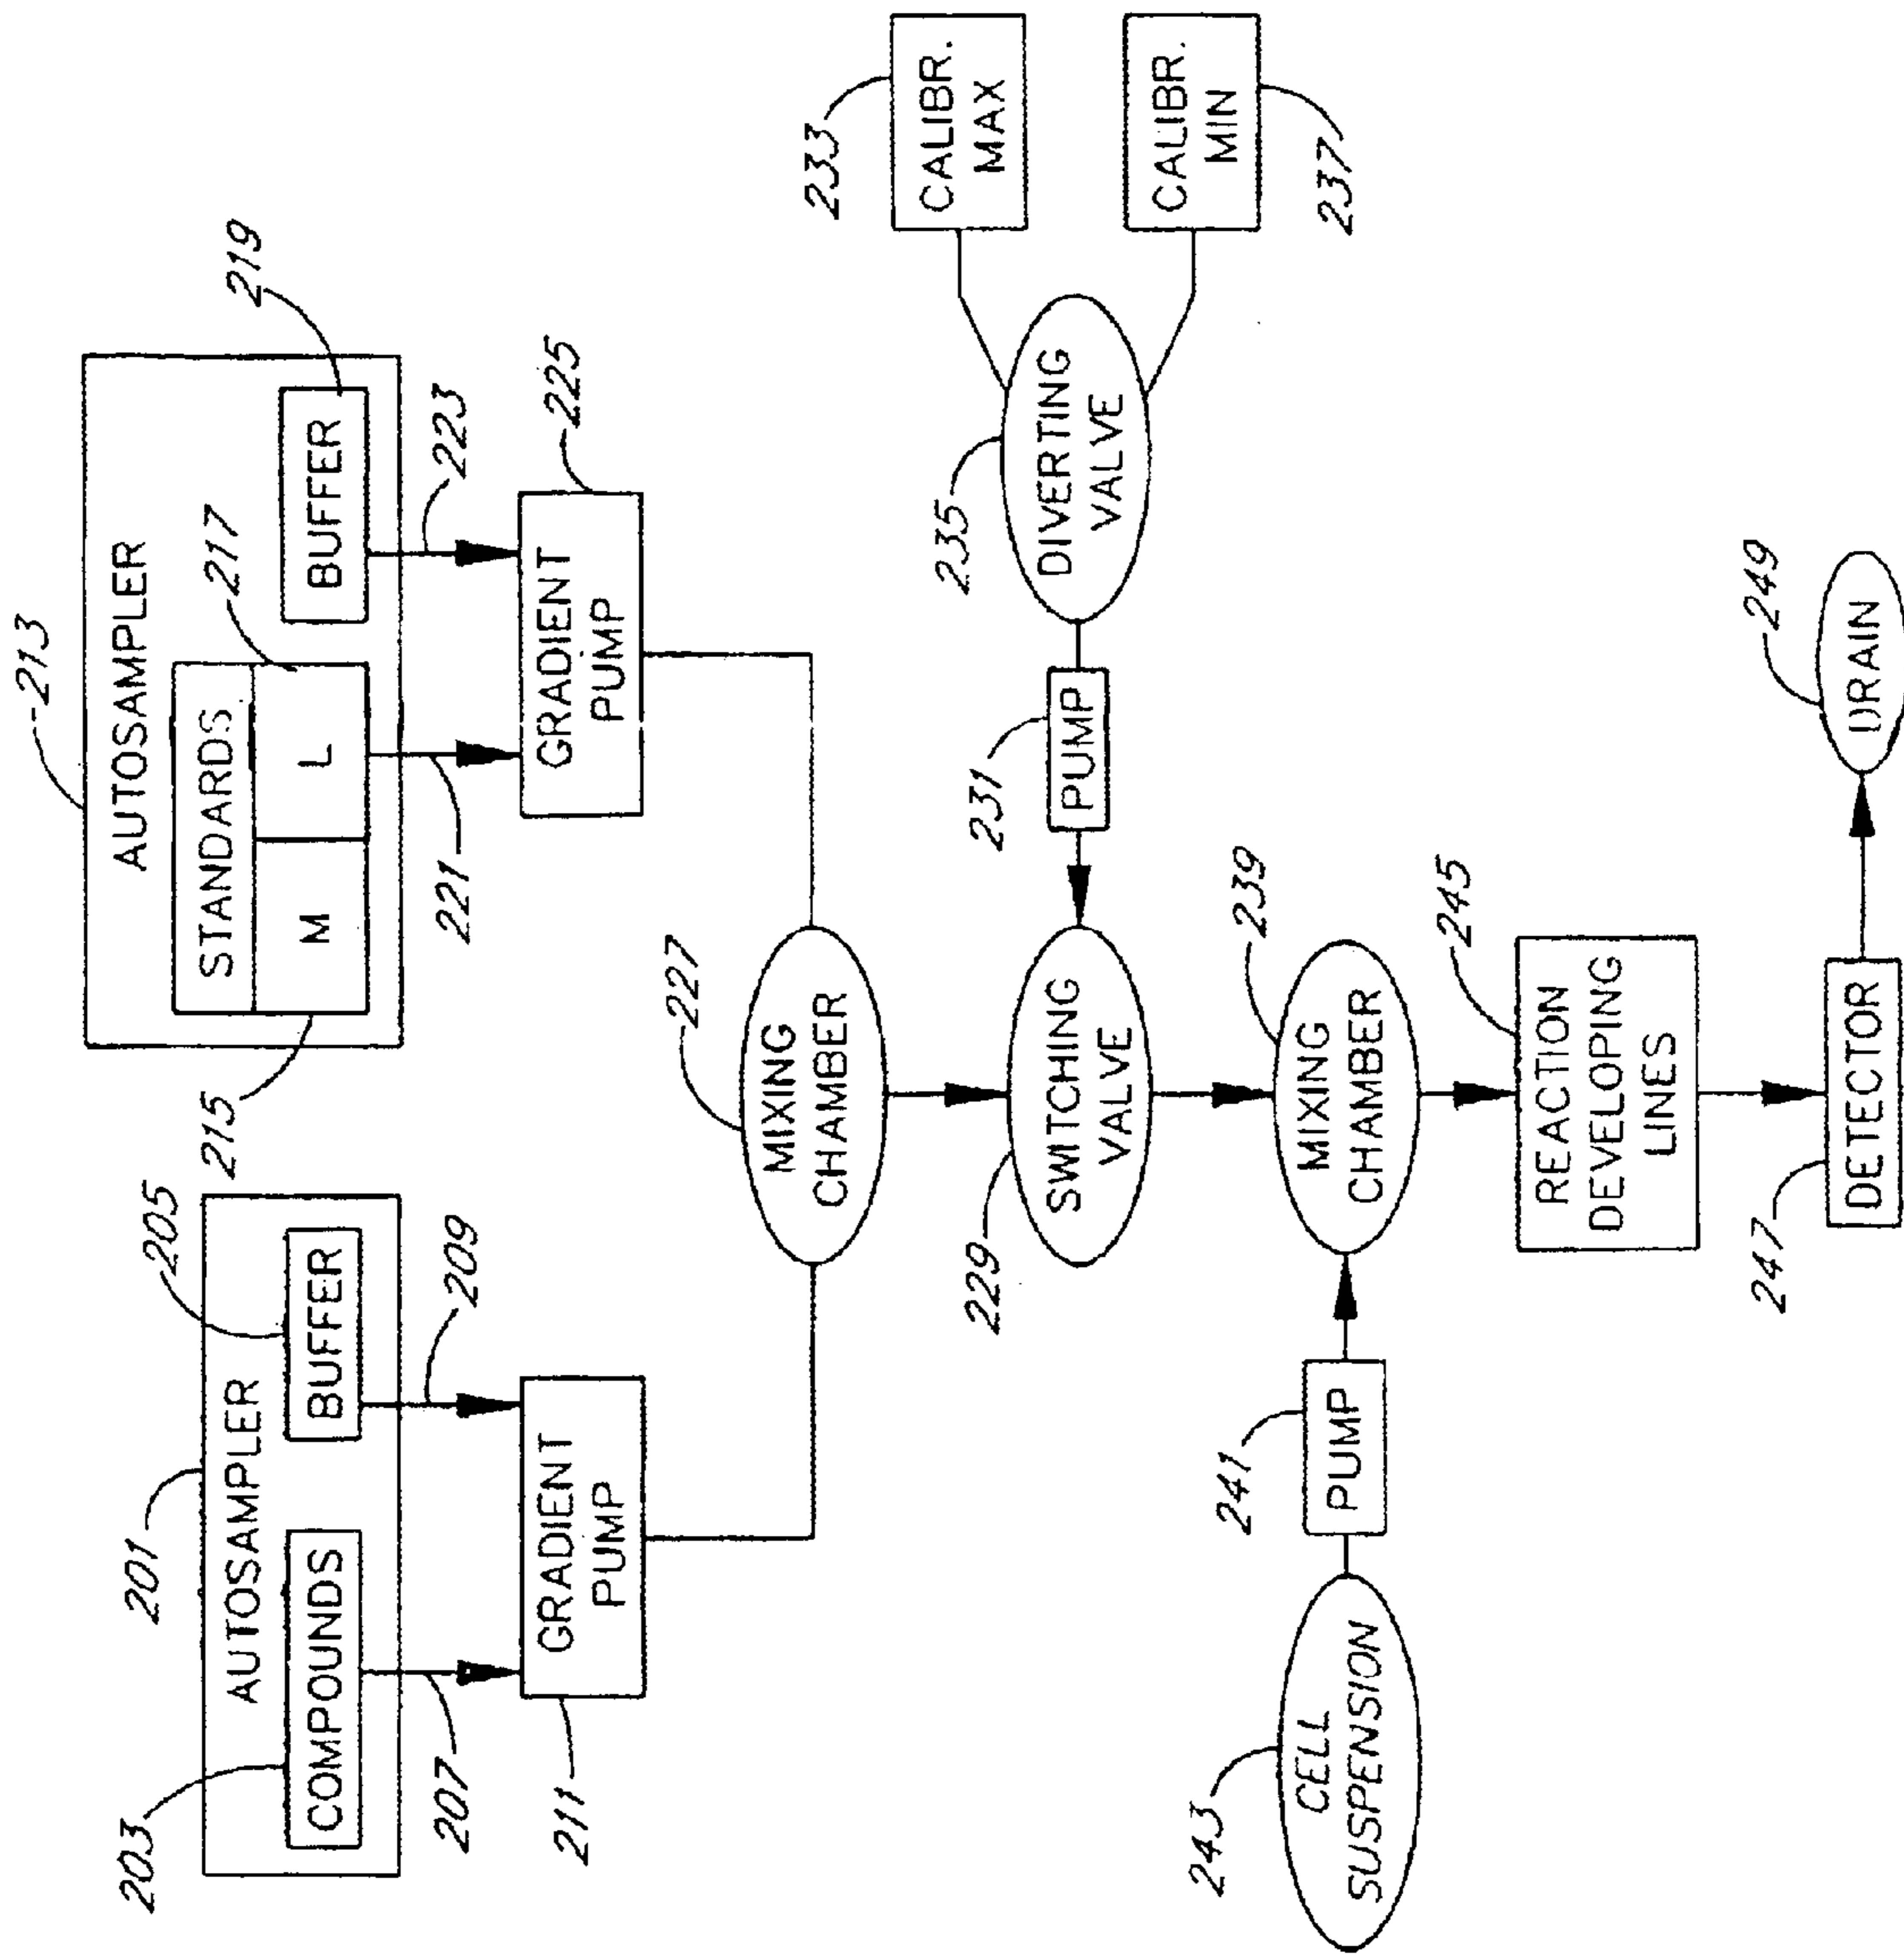 201
AUTOSAMPLER
203
COMPOUNDS
205
BUFFER
207
209
211
GRADIENT
PUMP
213
AUTOSAMPLER
STANDARDS
M
L
215
217
219
BUFFER
221
223
225
GRADIENT
PUMP
227
MIXING
CHAMBER
229
SWITCHING
VALVE
231
PUMP
235
DIVERTING
VALVE
233
CALIBR.
MAX
CALIBR.
MIN
237
239
MIXING
CHAMBER
241
PUMP
243
CELL
SUSPENSION
245
REACTION
DEVELOPING
LINES
247
DETECTOR
249
DRAIN